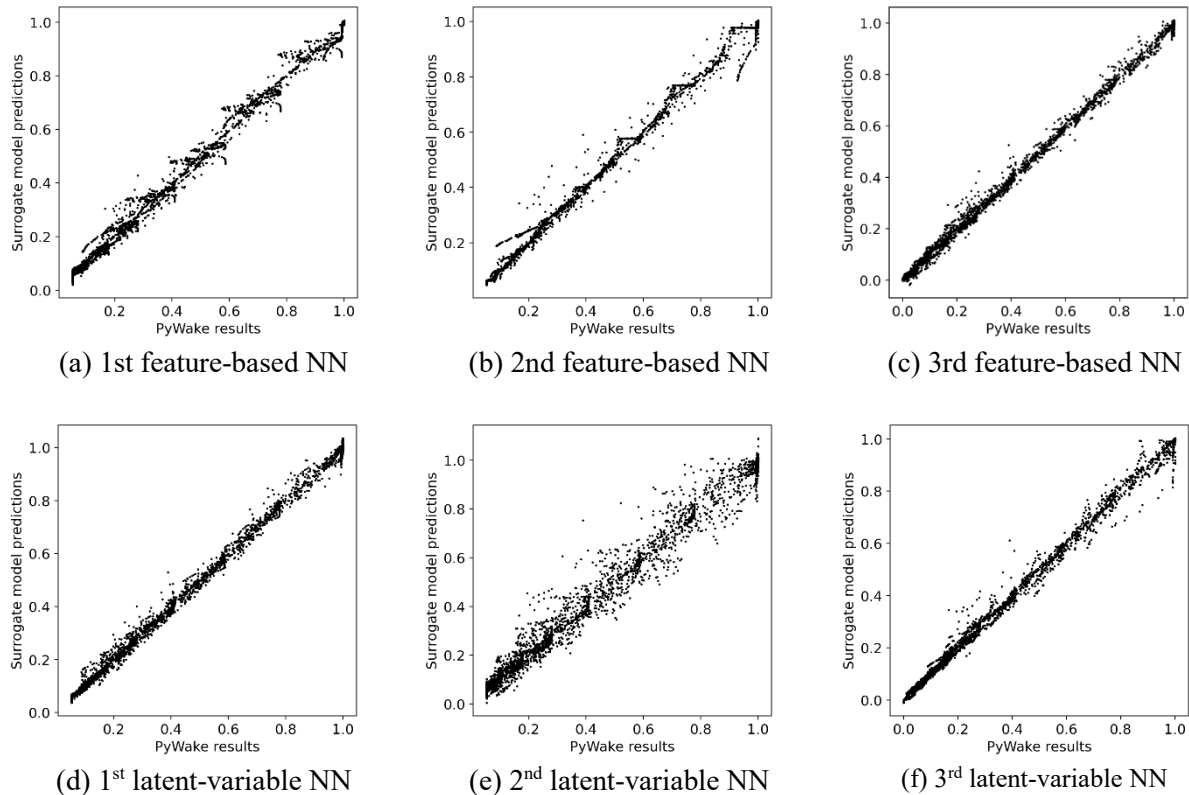 1.0
0.8
0.6
0.4
0.2
0.0
Surrogate model predictions
0.2 0.4 0.6 0.8 1.0
PyWake results
(a) 1st feature-based NN
1.0
0.8
0.6
0.4
0.2
Surrogate model predictions
0.2 0.4 0.6 0.8 1.0
PyWake results
(b) 2nd feature-based NN
1.0
0.8
0.6
0.4
0.2
0.0
Surrogate model predictions
0.0 0.2 0.4 0.6 0.8 1.0
PyWake results
(c) 3rd feature-based NN
1.0
0.8
0.6
0.4
0.2
0.0
Surrogate model predictions
0.2 0.4 0.6 0.8 1.0
PyWake results
(d) 1st latent-variable NN
1.0
0.8
0.6
0.4
0.2
0.0
Surrogate model predictions
0.2 0.4 0.6 0.8 1.0
PyWake results
(e) 2nd latent-variable NN
1.0
0.8
0.6
0.4
0.2
0.0
Surrogate model predictions
0.0 0.2 0.4 0.6 0.8 1.0
PyWake results
(f) 3rd latent-variable NN